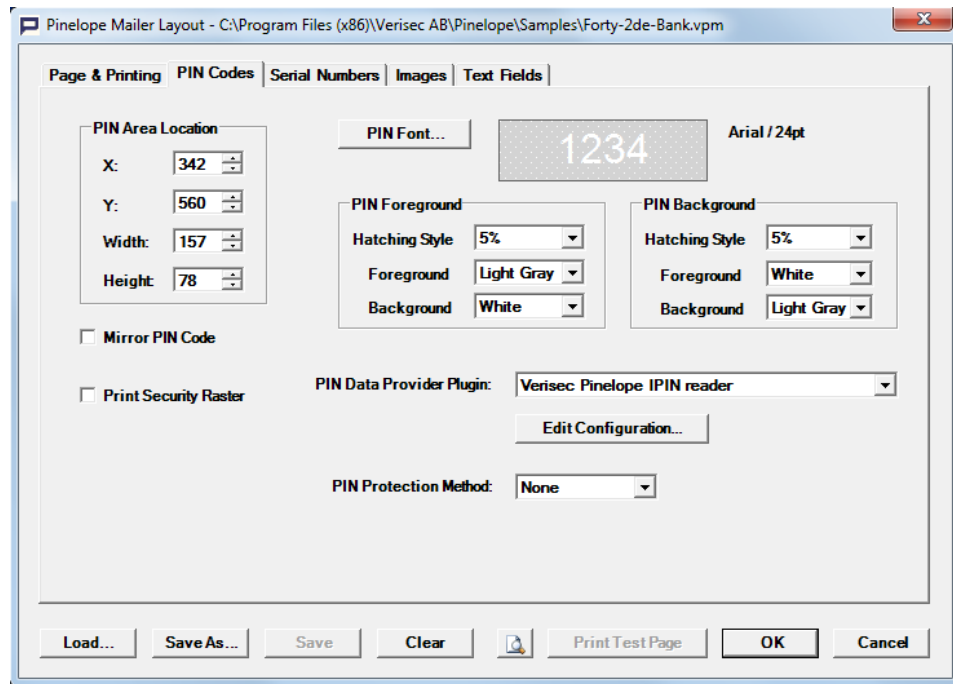 Pinelope Mailer Layout - C:\Program Files (x86)\Verisec AB\Pinelope\Samples\Forty-2de-Bank.vpm
Page & Printing PIN Codes Serial Numbers Images Text Fields
PIN Area Location
X: 342
Y: 560
Width: 157
Height: 78
Mirror PIN Code
Print Security Raster
PIN Font... 1234 Arial / 24pt
PIN Foreground
Hatching Style 5%
Foreground Light Gray
Background White
PIN Background
Hatching Style 5%
Foreground White
Background Light Gray
PIN Data Provider Plugin: Verisec Pinelope IPIN reader
Edit Configuration...
PIN Protection Method: None
Load... Save As... Save Clear Print Test Page OK Cancel